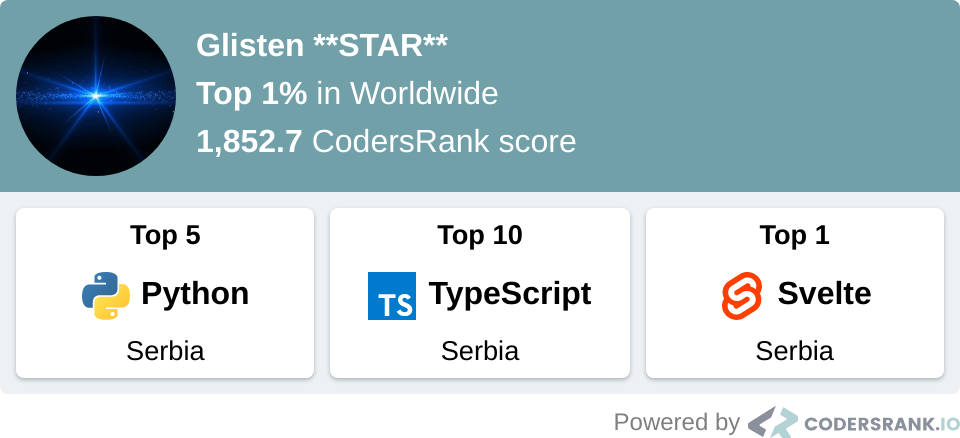 Glisten **STAR**
Top 1% in Worldwide
1,852.7 CodersRank score
Top 5
Python
Serbia
Top 10
TS TypeScript
Serbia
Top 1
Svelte
Serbia
Powered by CODERSRANK.IO